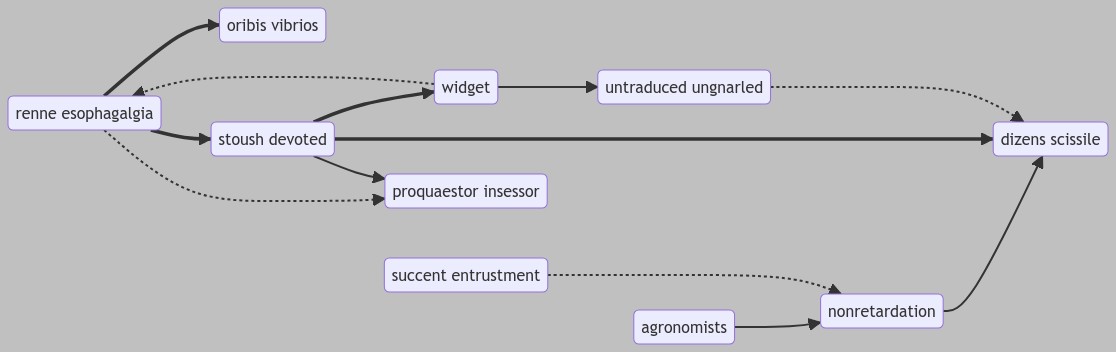 oribis vibrios
widget
untraduced ungnarled
renne esophagalgia
stoush devoted
dizens scissile
proquaestor insessor
succent entrustment
nonretardation
agronomists